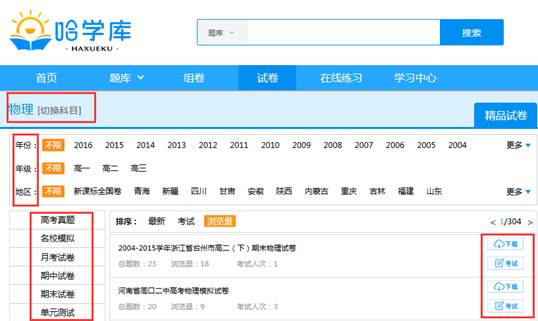 哈学库
· HAXUEKU ·
题库 搜索
首页 题库 组卷 试卷 在线练习 学习中心
物理 [切换科目] 精品试卷
年份： 不限 2016 2015 2014 2013 2012 2011 2010 2009 2008 2007 2006 2005 2004 更多
年级： 不限 高一 高二 高三
地区： 不限 新课标全国卷 青海 新疆 四川 甘肃 安徽 陕西 内蒙古 重庆 吉林 福建 山东 更多
高考真题
名校模拟
月考试卷
期中试卷
期末试卷
单元测试
排序： 最新 考试 浏览量 < 1/304 >
2004-2015学年浙江省台州市高二（下）期末物理试卷 下载
总题数：23 浏览量：18 考试人次：1 考试
河南省周口二中高考物理模拟试卷 下载
总题数：20 浏览量：9 考试人次：3 考试